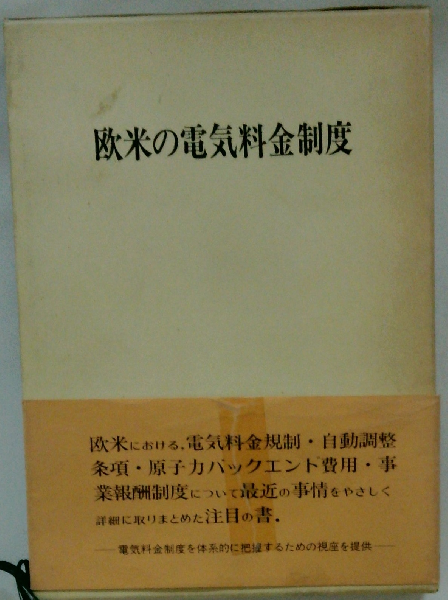 欧米の電気料金制度
欧米における、電気料金規制・自動調整
条項・原子力バックエンド費用・事
業報酬制度について最近の事情をやさしく
詳細に取りまとめた注目の書．
――電気料金制度を体系的に把握するための視座を提供――